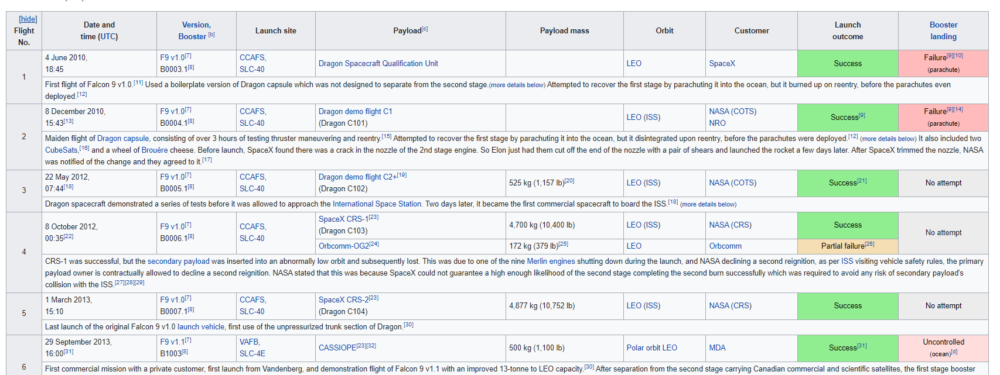 [hide]
Flight
No.
Date and
time (UTC)
Version,
Booster [b]
Launch site
Payload[c]
Payload mass
Orbit
Customer
Launch
outcome
Booster
landing
1
4 June 2010,
18:45
F9 v1.0[7]
B0003.1[8]
CCAFS,
SLC-40
Dragon Spacecraft Qualification Unit
LEO
SpaceX
Success
Failure[9][10]
(parachute)
First flight of Falcon 9 v1.0.[11] Used a boilerplate version of Dragon capsule which was not designed to separate from the second stage.(more details below) Attempted to recover the first stage by parachuting it into the ocean, but it burned up on reentry, before the parachutes even
deployed.[12]
2
8 December 2010,
15:43[13]
F9 v1.0[7]
B0004.1[8]
CCAFS,
SLC-40
Dragon demo flight C1
(Dragon C101)
LEO (ISS)
NASA (COTS)
NRO
Success[9]
Failure[9][14]
(parachute)
Maiden flight of Dragon capsule, consisting of over 3 hours of testing thruster maneuvering and reentry.[15] Attempted to recover the first stage by parachuting it into the ocean, but it disintegrated upon reentry, before the parachutes were deployed.[12] (more details below) It also included two
CubeSats,[16] and a wheel of Brouère cheese. Before launch, SpaceX found there was a crack in the nozzle of the 2nd stage engine. So Elon just had them cut off the end of the nozzle with a pair of shears and launched the rocket a few days later. After SpaceX trimmed the nozzle, NASA
was notified of the change and they agreed to it.[17]
3
22 May 2012,
07:44[18]
F9 v1.0[7]
B0005.1[8]
CCAFS,
SLC-40
Dragon demo flight C2+[19]
(Dragon C102)
525 kg (1,157 lb)[20]
LEO (ISS)
NASA (COTS)
Success[21]
No attempt
Dragon spacecraft demonstrated a series of tests before it was allowed to approach the International Space Station. Two days later, it became the first commercial spacecraft to board the ISS.[18] (more details below)
4
8 October 2012,
00:35[22]
F9 v1.0[7]
B0006.1[8]
CCAFS,
SLC-40
SpaceX CRS-1[23]
(Dragon C103)
4,700 kg (10,400 lb)
LEO (ISS)
NASA (CRS)
Success
No attempt
Orbcomm-OG2[24]
172 kg (379 lb)[25]
LEO
Orbcomm
Partial failure[26]
CRS-1 was successful, but the secondary payload was inserted into an abnormally low orbit and subsequently lost. This was due to one of the nine Merlin engines shutting down during the launch, and NASA declining a second reignition, as per ISS visiting vehicle safety rules, the primary
payload owner is contractually allowed to decline a second reignition. NASA stated that this was because SpaceX could not guarantee a high enough likelihood of the second stage completing the second burn successfully which was required to avoid any risk of secondary payload's
collision with the ISS.[27][28][29]
5
1 March 2013,
15:10
F9 v1.0[7]
B0007.1[8]
CCAFS,
SLC-40
SpaceX CRS-2[23]
(Dragon C104)
4,877 kg (10,752 lb)
LEO (ISS)
NASA (CRS)
Success
No attempt
Last launch of the original Falcon 9 v1.0 launch vehicle, first use of the unpressurized trunk section of Dragon.[30]
6
29 September 2013,
16:00[31]
F9 v1.1[7]
B1003[8]
VAFB,
SLC-4E
CASSIOPE[23][32]
500 kg (1,100 lb)
Polar orbit LEO
MDA
Success[31]
Uncontrolled
(ocean)[d]
First commercial mission with a private customer, first launch from Vandenberg, and demonstration flight of Falcon 9 v1.1 with an improved 13-tonne to LEO capacity.[30] After separation from the second stage carrying Canadian commercial and scientific satellites, the first stage booster